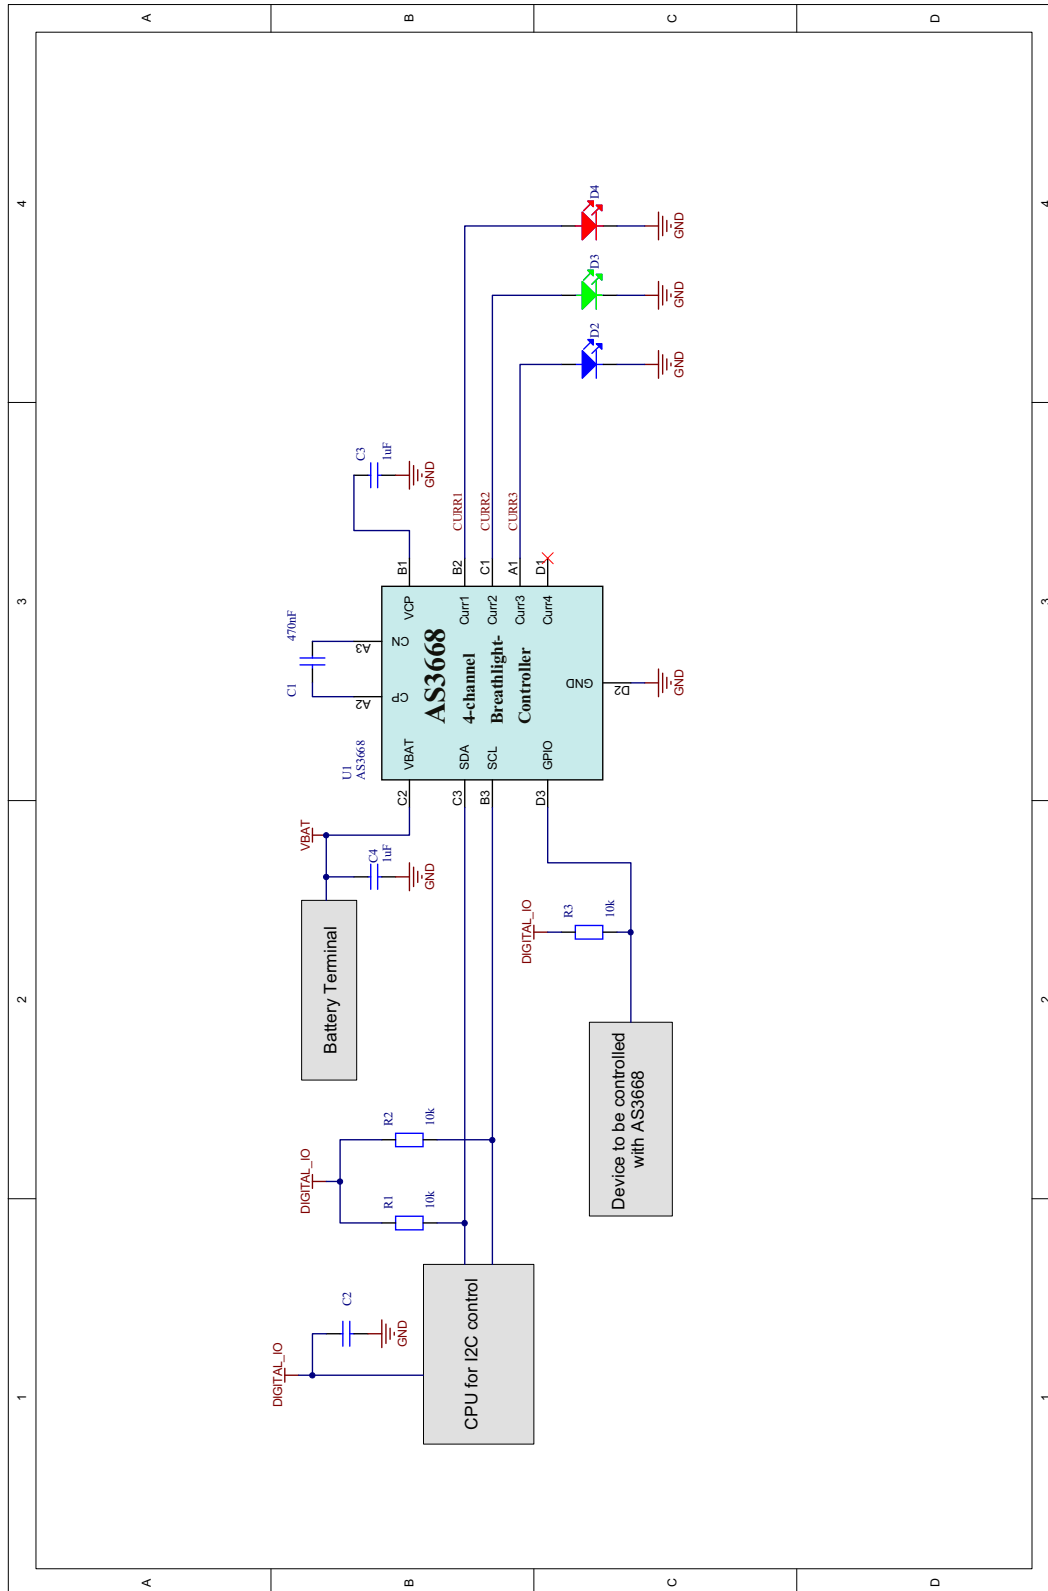 1
2
3
4
A
A
B
B
C
C
D
D
1
2
3
4
DIGITAL_IO
C2
GND
CPU for I2C control
DIGITAL_IO
R1
10k
R2
10k
Battery Terminal
VBAT
C4
1uF
GND
DIGITAL_IO
R3
10k
Device to be controlled
with AS3668
U1
AS3668
C1
470nF
A2
A3
CP
CN
C2
VBAT
VCP
B1
AS3668
4-channel
Breathlight-
Controller
C3
SDA
B3
SCL
D3
GPIO
GND
D2
GND
Curr1
B2
Curr2
C1
Curr3
A1
Curr4
D1
C3
1uF
GND
CURR1
CURR2
CURR3
D2
GND
D3
GND
D4
GND